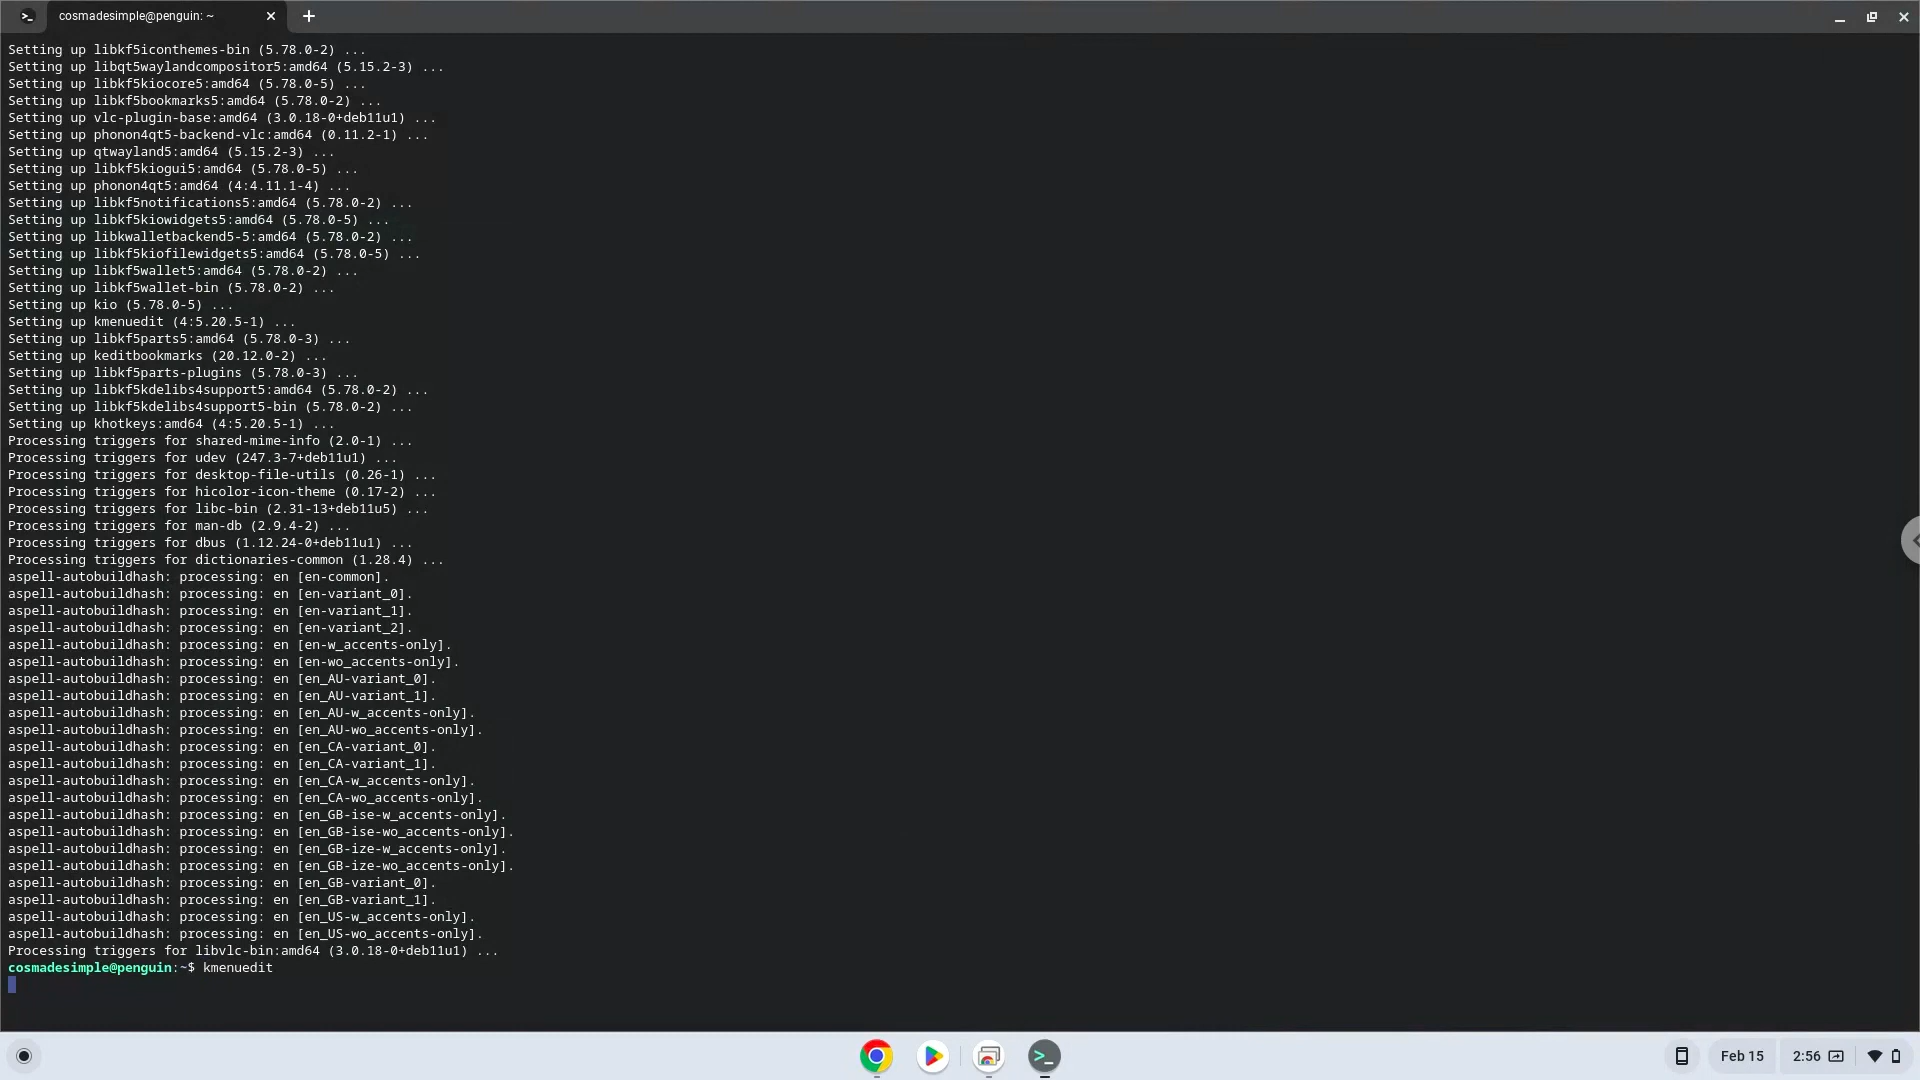 cosmadesimple@penguin: ~
Setting up libkf5iconthemes-bin (5.78.0-2) ...
Setting up libqt5waylandcompositor5:amd64 (5.15.2-3) ...
Setting up libkf5kiocore5:amd64 (5.78.0-5) ...
Setting up libkf5bookmarks5:amd64 (5.78.0-2) ...
Setting up vlc-plugin-base:amd64 (3.0.18-0+deb11u1) ...
Setting up phonon4qt5-backend-vlc:amd64 (0.11.2-1) ...
Setting up qtwayland5:amd64 (5.15.2-3) ...
Setting up libkf5kiogui5:amd64 (5.78.0-5) ...
Setting up phonon4qt5:amd64 (4:4.11.1-4) ...
Setting up libkf5notifications5:amd64 (5.78.0-2) ...
Setting up libkf5kiowidgets5:amd64 (5.78.0-5) ...
Setting up libkwalletbackend5-5:amd64 (5.78.0-2) ...
Setting up libkf5kiofilewidgets5:amd64 (5.78.0-5) ...
Setting up libkf5wallet5:amd64 (5.78.0-2) ...
Setting up libkf5wallet-bin (5.78.0-2) ...
Setting up kio (5.78.0-5) ...
Setting up kmenuedit (4:5.20.5-1) ...
Setting up libkf5parts5:amd64 (5.78.0-3) ...
Setting up keditbookmarks (20.12.0-2) ...
Setting up libkf5parts-plugins (5.78.0-3) ...
Setting up libkf5kdelibs4support5:amd64 (5.78.0-2) ...
Setting up libkf5kdelibs4support5-bin (5.78.0-2) ...
Setting up khotkeys:amd64 (4:5.20.5-1) ...
Processing triggers for shared-mime-info (2.0-1) ...
Processing triggers for udev (247.3-7+deb11u1) ...
Processing triggers for desktop-file-utils (0.26-1) ...
Processing triggers for hicolor-icon-theme (0.17-2) ...
Processing triggers for libc-bin (2.31-13+deb11u5) ...
Processing triggers for man-db (2.9.4-2) ...
Processing triggers for dbus (1.12.24-0+deb11u1) ...
Processing triggers for dictionaries-common (1.28.4) ...
aspell-autobuildhash: processing: en [en-common].
aspell-autobuildhash: processing: en [en-variant_0].
aspell-autobuildhash: processing: en [en-variant_1].
aspell-autobuildhash: processing: en [en-variant_2].
aspell-autobuildhash: processing: en [en-w_accents-only].
aspell-autobuildhash: processing: en [en-wo_accents-only].
aspell-autobuildhash: processing: en [en_AU-variant_0].
aspell-autobuildhash: processing: en [en_AU-variant_1].
aspell-autobuildhash: processing: en [en_AU-w_accents-only].
aspell-autobuildhash: processing: en [en_AU-wo_accents-only].
aspell-autobuildhash: processing: en [en_CA-variant_0].
aspell-autobuildhash: processing: en [en_CA-variant_1].
aspell-autobuildhash: processing: en [en_CA-w_accents-only].
aspell-autobuildhash: processing: en [en_CA-wo_accents-only].
aspell-autobuildhash: processing: en [en_GB-ise-w_accents-only].
aspell-autobuildhash: processing: en [en_GB-ise-wo_accents-only].
aspell-autobuildhash: processing: en [en_GB-ize-w_accents-only].
aspell-autobuildhash: processing: en [en_GB-ize-wo_accents-only].
aspell-autobuildhash: processing: en [en_GB-variant_0].
aspell-autobuildhash: processing: en [en_GB-variant_1].
aspell-autobuildhash: processing: en [en_US-w_accents-only].
aspell-autobuildhash: processing: en [en_US-wo_accents-only].
Processing triggers for libvlc-bin:amd64 (3.0.18-0+deb11u1) ...
cosmadesimple@penguin:~$ kmenuedit
Feb 15 2:56